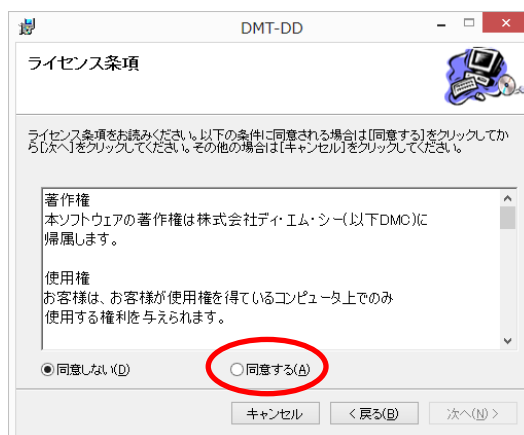 DMT-DD
ライセンス条項
ライセンス条項をお読みください。以下の条件に同意される場合は[同意する]をクリックしてか
ら[次へ]をクリックしてください。その他の場合は[キャンセル]をクリックしてください。
著作権
本ソフトウェアの著作権は株式会社ディ・エム・シー(以下DMC)に
帰属します。
使用権
お客様は、お客様が使用権を得ているコンピュータ上でのみ
使用する権利を与えられます。
同意しない(D)
同意する(A)
キャンセル
< 戻る(B)
次へ(N) >